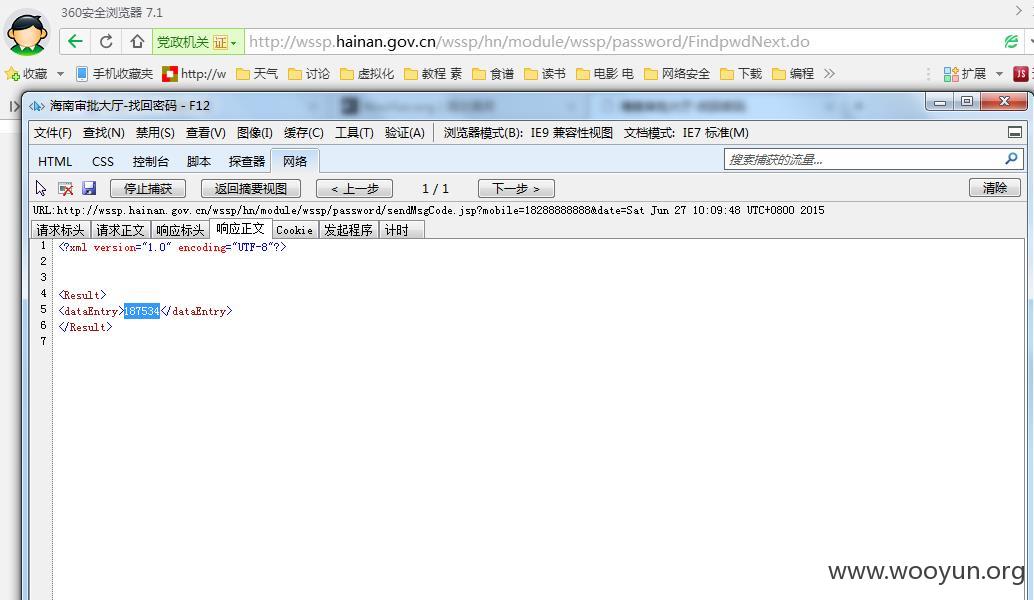 360安全浏览器 7.1
党政机关 证 http://wssp.hainan.gov.cn/wssp/hn/module/wssp/password/FindpwdNext.do
收藏 手机收藏夹 http://w 天气 讨论 虚拟化 教程 素 食谱 读书 电影 电 网络安全 下载 编程 » 扩展 JS
海南审批大厅-找回密码 - F12
文件(F) 查找(N) 禁用(S) 查看(V) 图像(I) 缓存(C) 工具(T) 验证(A) 浏览器模式(B): IE9 兼容性视图 文档模式: IE7 标准(M)
HTML CSS 控制台 脚本 探查器 网络 搜索捕获的流量...
停止捕获 返回摘要视图 < 上一步 1 / 1 下一步 > 清除
URL:http://wssp.hainan.gov.cn/wssp/hn/module/wssp/password/sendMsgCode.jsp?mobile=18288888888&date=Sat Jun 27 10:09:48 UTC+0800 2015
请求标头 请求正文 响应标头 响应正文 Cookie 发起程序 计时
1 <?xml version="1.0" encoding="UTF-8"?>
2
3
4 <Result>
5 <dataEntry>187534</dataEntry>
6 </Result>
7
www.wooyun.org